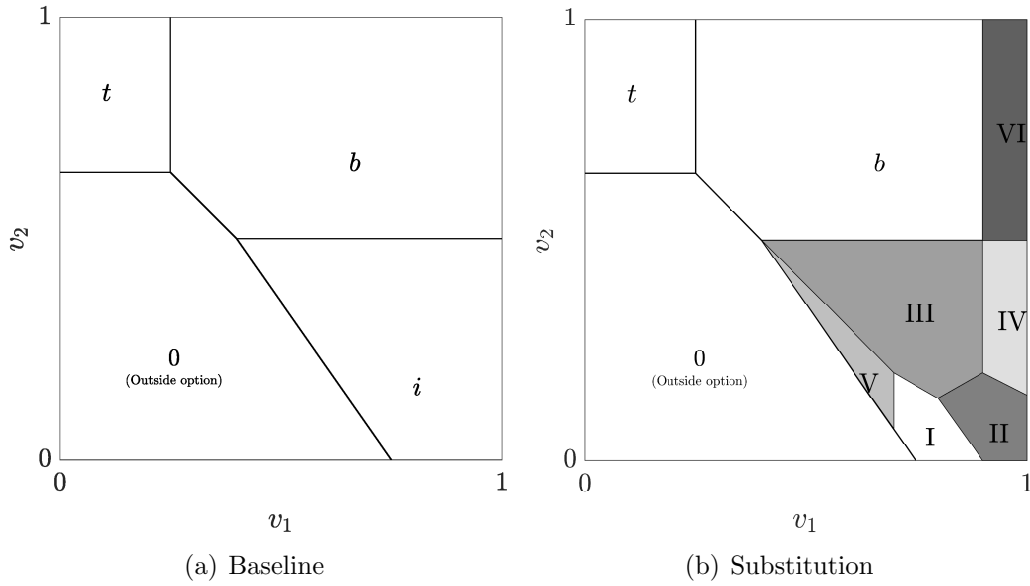 1
t
b
v2
0
(Outside option)
i
0
0
1
v1
(a) Baseline
1
t
b
VI
v2
III
IV
0
(Outside option)
V
I
II
0
0
1
v1
(b) Substitution